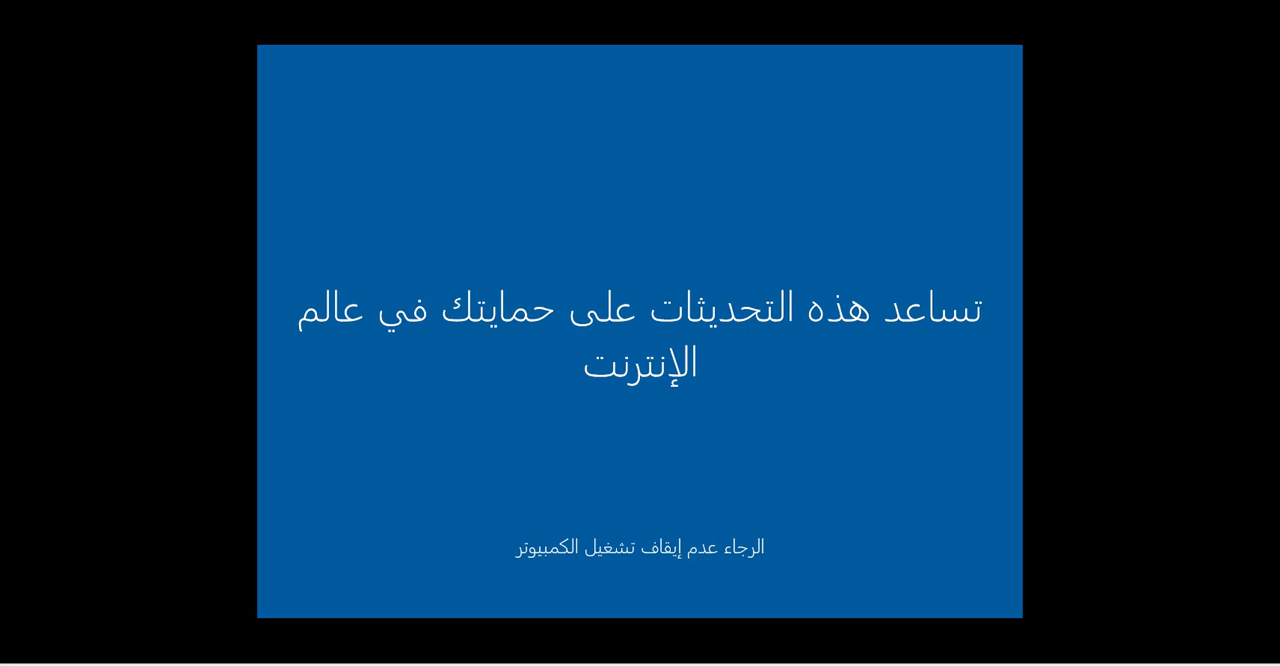 تساعد هذه التحديثات على حمايتك في عالم
الإنترنت
الرجاء عدم إيقاف تشغيل الكمبيوتر